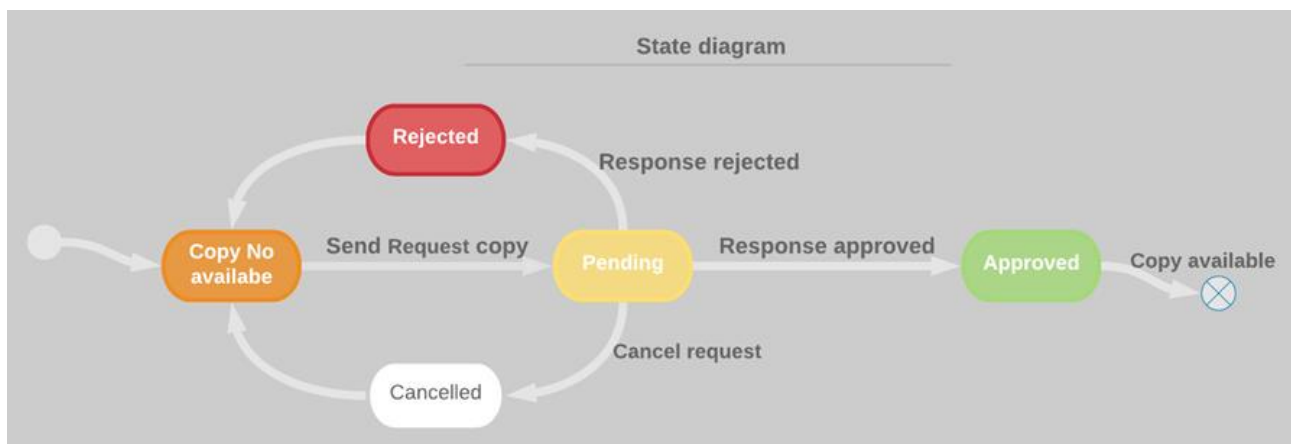 State diagram
Rejected
Response rejected
Copy No
availabe
Send Request copy
Pending
Response approved
Approved
Copy available
Cancel request
Cancelled